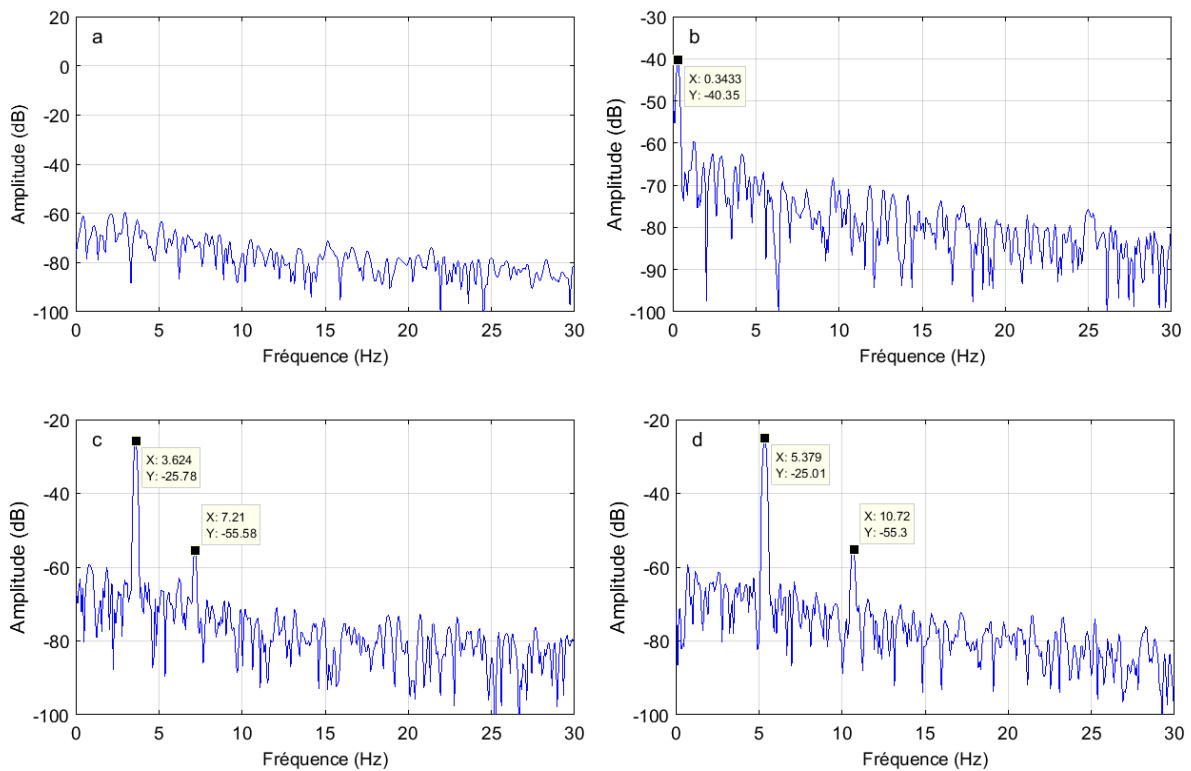 a
20
0
-20
-40
-60
-80
-100
0 5 10 15 20 25 30
Amplitude (dB)
Fréquence (Hz)
b
-30
-40
-50
-60
-70
-80
-90
-100
0 5 10 15 20 25 30
Amplitude (dB)
Fréquence (Hz)
X: 0.3433
Y: -40.35
c
-20
-40
-60
-80
-100
0 5 10 15 20 25 30
Amplitude (dB)
Fréquence (Hz)
X: 3.624
Y: -25.78
X: 7.21
Y: -55.58
d
-20
-40
-60
-80
-100
0 5 10 15 20 25 30
Amplitude (dB)
Fréquence (Hz)
X: 5.379
Y: -25.01
X: 10.72
Y: -55.3